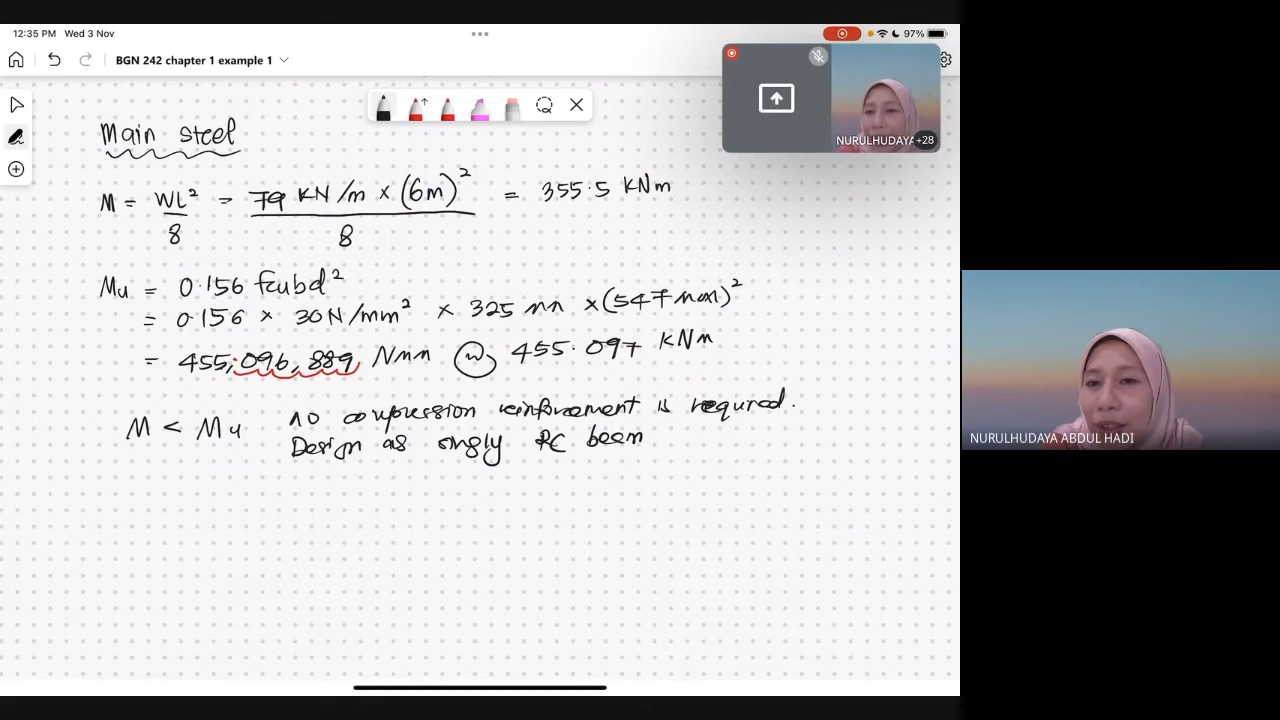 12:35 PM Wed 3 Nov
97%
BGN 242 chapter 1 example 1
NURULHUDAYA +28
Main steel
M = WL² = 79 KN/m × (6m)² = 355.5 KNm
8 8
Mu = 0.156 fcubd²
= 0.156 × 30N/mm² × 325 mm × (547mm)²
= 455,096,889 Nmm @ 455.097 KNm
M < Mu no compression reinforcement is required.
Design as singly RC beam
NURULHUDAYA ABDUL HADI